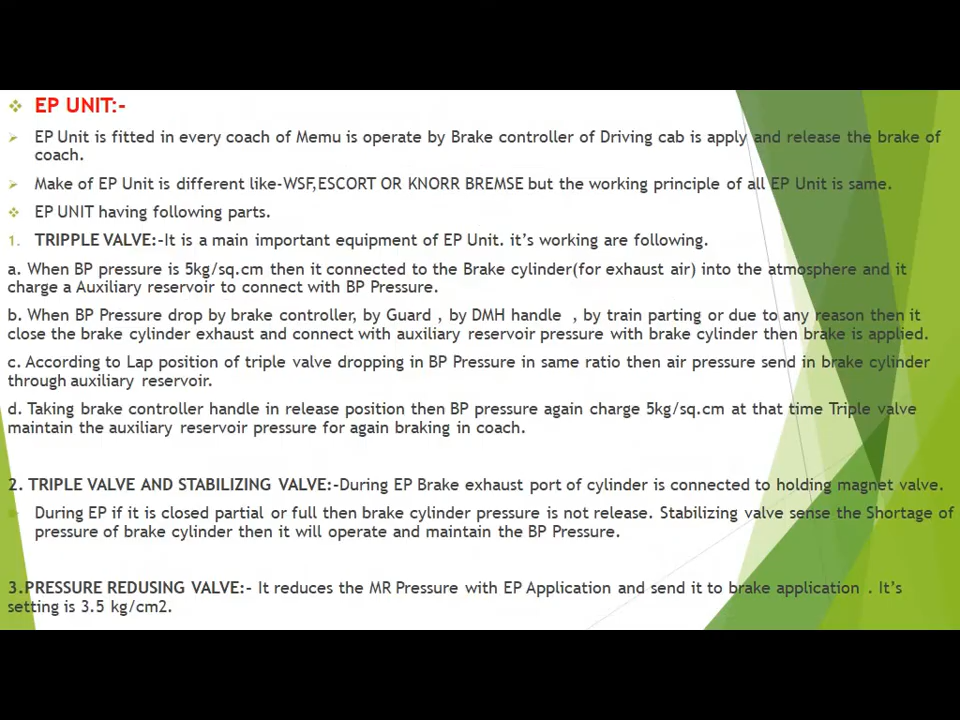 EP UNIT:-
EP Unit is fitted in every coach of Memu is operate by Brake controller of Driving cab is apply and release the brake of
coach.
Make of EP Unit is different like-WSF,ESCORT OR KNORR BREMSE but the working principle of all EP Unit is same.
EP UNIT having following parts.
1. TRIPPLE VALVE:-It is a main important equipment of EP Unit. it's working are following.
a. When BP pressure is 5kg/sq.cm then it connected to the Brake cylinder(for exhaust air) into the atmosphere and it
charge a Auxiliary reservoir to connect with BP Pressure.
b. When BP Pressure drop by brake controller, by Guard , by DMH handle , by train parting or due to any reason then it
close the brake cylinder exhaust and connect with auxiliary reservoir pressure with brake cylinder then brake is applied.
c. According to Lap position of triple valve dropping in BP Pressure in same ratio then air pressure send in brake cylinder
through auxiliary reservoir.
d. Taking brake controller handle in release position then BP pressure again charge 5kg/sq.cm at that time Triple valve
maintain the auxiliary reservoir pressure for again braking in coach.
2. TRIPLE VALVE AND STABILIZING VALVE:-During EP Brake exhaust port of cylinder is connected to holding magnet valve.
During EP if it is closed partial or full then brake cylinder pressure is not release. Stabilizing valve sense the Shortage of
pressure of brake cylinder then it will operate and maintain the BP Pressure.
3.PRESSURE REDUSING VALVE:- It reduces the MR Pressure with EP Application and send it to brake application . It's
setting is 3.5 kg/cm2.